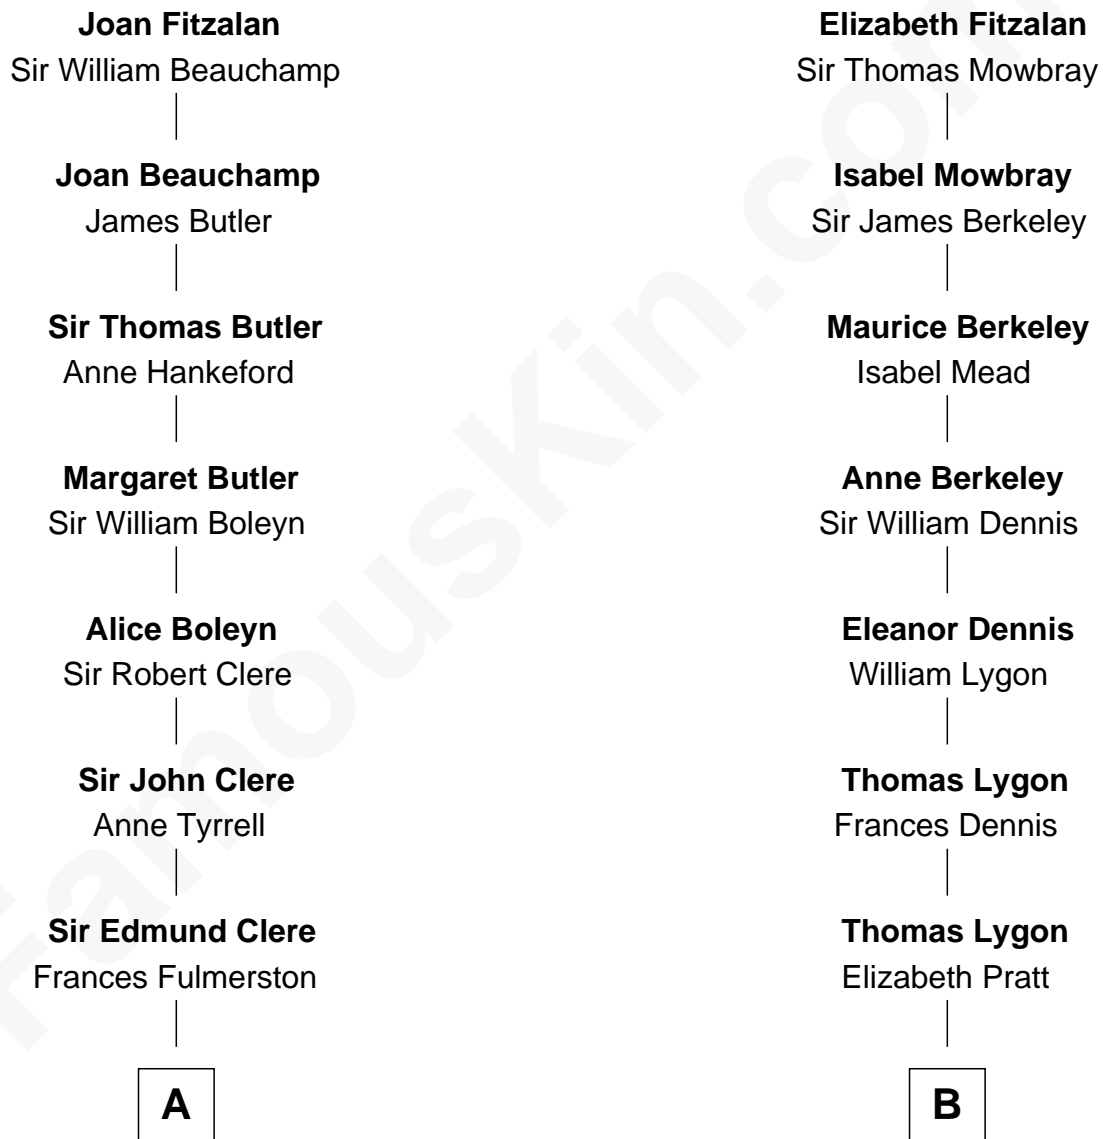 Joan Fitzalan
Sir William Beauchamp
Joan Beauchamp
James Butler
Sir Thomas Butler
Anne Hankeford
Margaret Butler
Sir William Boleyn
Alice Boleyn
Sir Robert Clere
Sir John Clere
Anne Tyrrell
Sir Edmund Clere
Frances Fulmerston
A
Elizabeth Fitzalan
Sir Thomas Mowbray
Isabel Mowbray
Sir James Berkeley
Maurice Berkeley
Isabel Mead
Anne Berkeley
Sir William Dennis
Eleanor Dennis
William Lygon
Thomas Lygon
Frances Dennis
Thomas Lygon
Elizabeth Pratt
B
FamousKin.com